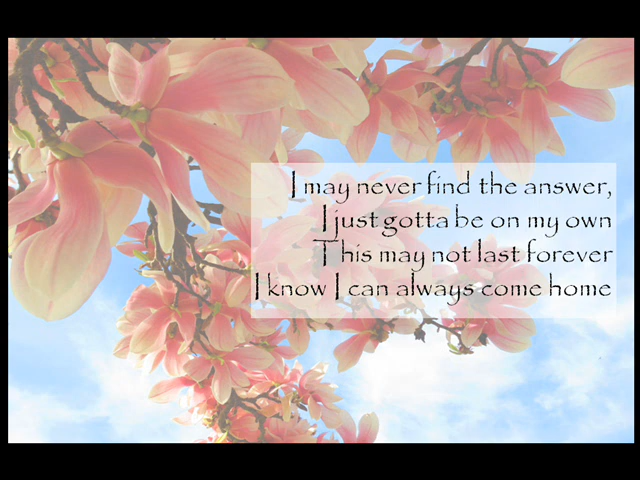 I may never find the answer,
I just gotta be on my own
This may not last forever
I know I can always come home